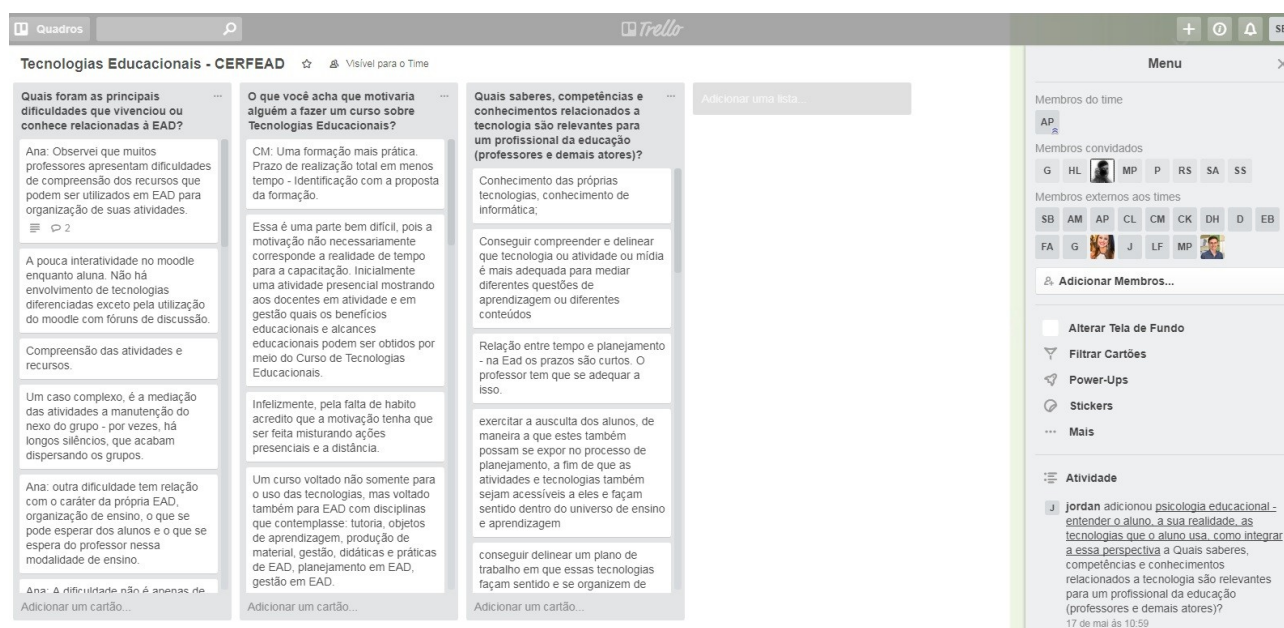 Quadros
Trello
SE
Tecnologias Educacionais - CERFEAD
Visível para o Time
Quais foram as principais
dificuldades que vivenciou ou
conhece relacionadas à EAD?
Ana: Observei que muitos
professores apresentam dificuldades
de compreensão dos recursos que
podem ser utilizados em EAD para
organização de suas atividades.
2
A pouca interatividade no moodle
enquanto aluna. Não há
envolvimento de tecnologias
diferenciadas exceto pela utilização
do moodle com fóruns de discussão.
Compreensão das atividades e
recursos.
Um caso complexo, é a mediação
das atividades a manutenção do
nexo do grupo - por vezes, há
longos silêncios, que acabam
dispersando os grupos.
Ana: outra dificuldade tem relação
com o caráter da própria EAD,
organização de ensino, o que se
pode esperar dos alunos e o que se
espera do professor nessa
modalidade de ensino.
Ana: A dificuldade não é apenas de
Adicionar um cartão...
O que você acha que motivaria
alguém a fazer um curso sobre
Tecnologias Educacionais?
CM: Uma formação mais prática.
Prazo de realização total em menos
tempo - Identificação com a proposta
da formação.
Essa é uma parte bem difícil, pois a
motivação não necessariamente
corresponde a realidade de tempo
para a capacitação. Inicialmente
uma atividade presencial mostrando
aos docentes em atividade e em
gestão quais os benefícios
educacionais e alcances
educacionais podem ser obtidos por
meio do Curso de Tecnologias
Educacionais.
Infelizmente, pela falta de habito
acredito que a motivação tenha que
ser feita misturando ações
presenciais e a distância.
Um curso voltado não somente para
o uso das tecnologias, mas voltado
também para EAD com disciplinas
que contemplasse: tutoria, objetos
de aprendizagem, produção de
material, gestão, didáticas e práticas
de EAD, planejamento em EAD,
gestão em EAD.
Adicionar um cartão...
Quais saberes, competências e
conhecimentos relacionados a
tecnologia são relevantes para
um profissional da educação
(professores e demais atores)?
Conhecimento das próprias
tecnologias, conhecimento de
informática;
Conseguir compreender e delinear
que tecnologia ou atividade ou mídia
é mais adequada para mediar
diferentes questões de
aprendizagem ou diferentes
conteúdos
Relação entre tempo e planejamento
- na Ead os prazos são curtos. O
professor tem que se adequar a
isso.
exercitar a ausculta dos alunos, de
maneira a que estes também
possam se expor no processo de
planejamento, a fim de que as
atividades e tecnologias também
sejam acessíveis a eles e façam
sentido dentro do universo de ensino
e aprendizagem
conseguir delinear um plano de
trabalho em que essas tecnologias
façam sentido e se organizem de
Adicionar um cartão...
Adicionar uma lista...
Menu
Membros do time
AP
Membros convidados
G HL MP P RS SA SS
Membros externos aos times
SB AM AP CL CM CK DH D EB
FA G J LF MP
Adicionar Membros...
Alterar Tela de Fundo
Filtrar Cartões
Power-Ups
Stickers
Mais
Atividade
J jordan adicionou psicologia educacional -
entender o aluno, a sua realidade, as
tecnologias que o aluno usa, como integrar
a essa perspectiva a Quais saberes,
competências e conhecimentos
relacionados a tecnologia são relevantes
para um profissional da educação
(professores e demais atores)?
17 de mai ás 10:59